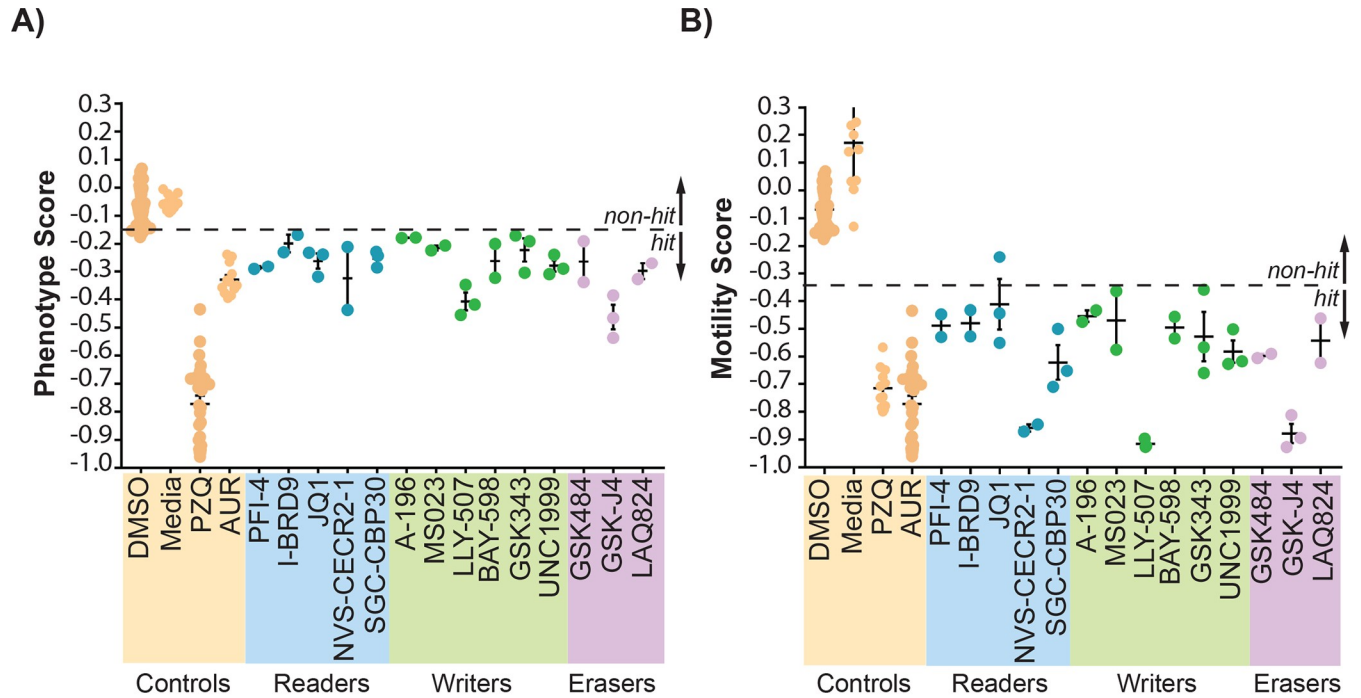 A)
Phenotype Score
0.3
0.2
0.1
0.0
-0.1
-0.2
-0.3
-0.4
-0.5
-0.6
-0.7
-0.8
-0.9
-1.0
non-hit
hit
DMSO
Media
PZQ
AUR
PFI-4
I-BRD9
JQ1
NVS-CECR2-1
SGC-CBP30
A-196
MS023
LLY-507
BAY-598
GSK343
UNC1999
GSK484
GSK-J4
LAQ824
Controls
Readers
Writers
Erasers
B)
Motility Score
0.3
0.2
0.1
0.0
-0.1
-0.2
-0.3
-0.4
-0.5
-0.6
-0.7
-0.8
-0.9
-1.0
non-hit
hit
DMSO
Media
PZQ
AUR
PFI-4
I-BRD9
JQ1
NVS-CECR2-1
SGC-CBP30
A-196
MS023
LLY-507
BAY-598
GSK343
UNC1999
GSK484
GSK-J4
LAQ824
Controls
Readers
Writers
Erasers